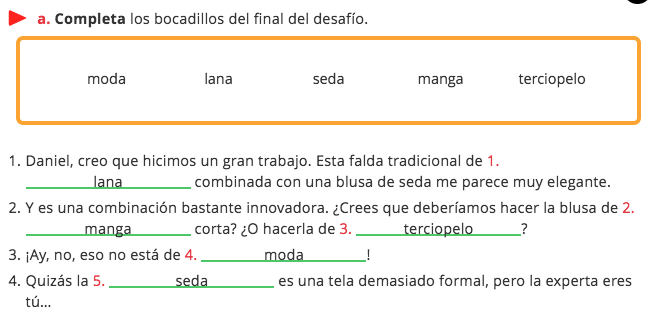 a. Completa los bocadillos del final del desafío.
moda lana seda manga terciopelo
1. Daniel, creo que hicimos un gran trabajo. Esta falda tradicional de 1.
lana combinada con una blusa de seda me parece muy elegante.
2. Y es una combinación bastante innovadora. ¿Crees que deberíamos hacer la blusa de 2.
manga corta? ¿O hacerla de 3. terciopelo?
3. ¡Ay, no, eso no está de 4. moda!
4. Quizás la 5. seda es una tela demasiado formal, pero la experta eres
tú...